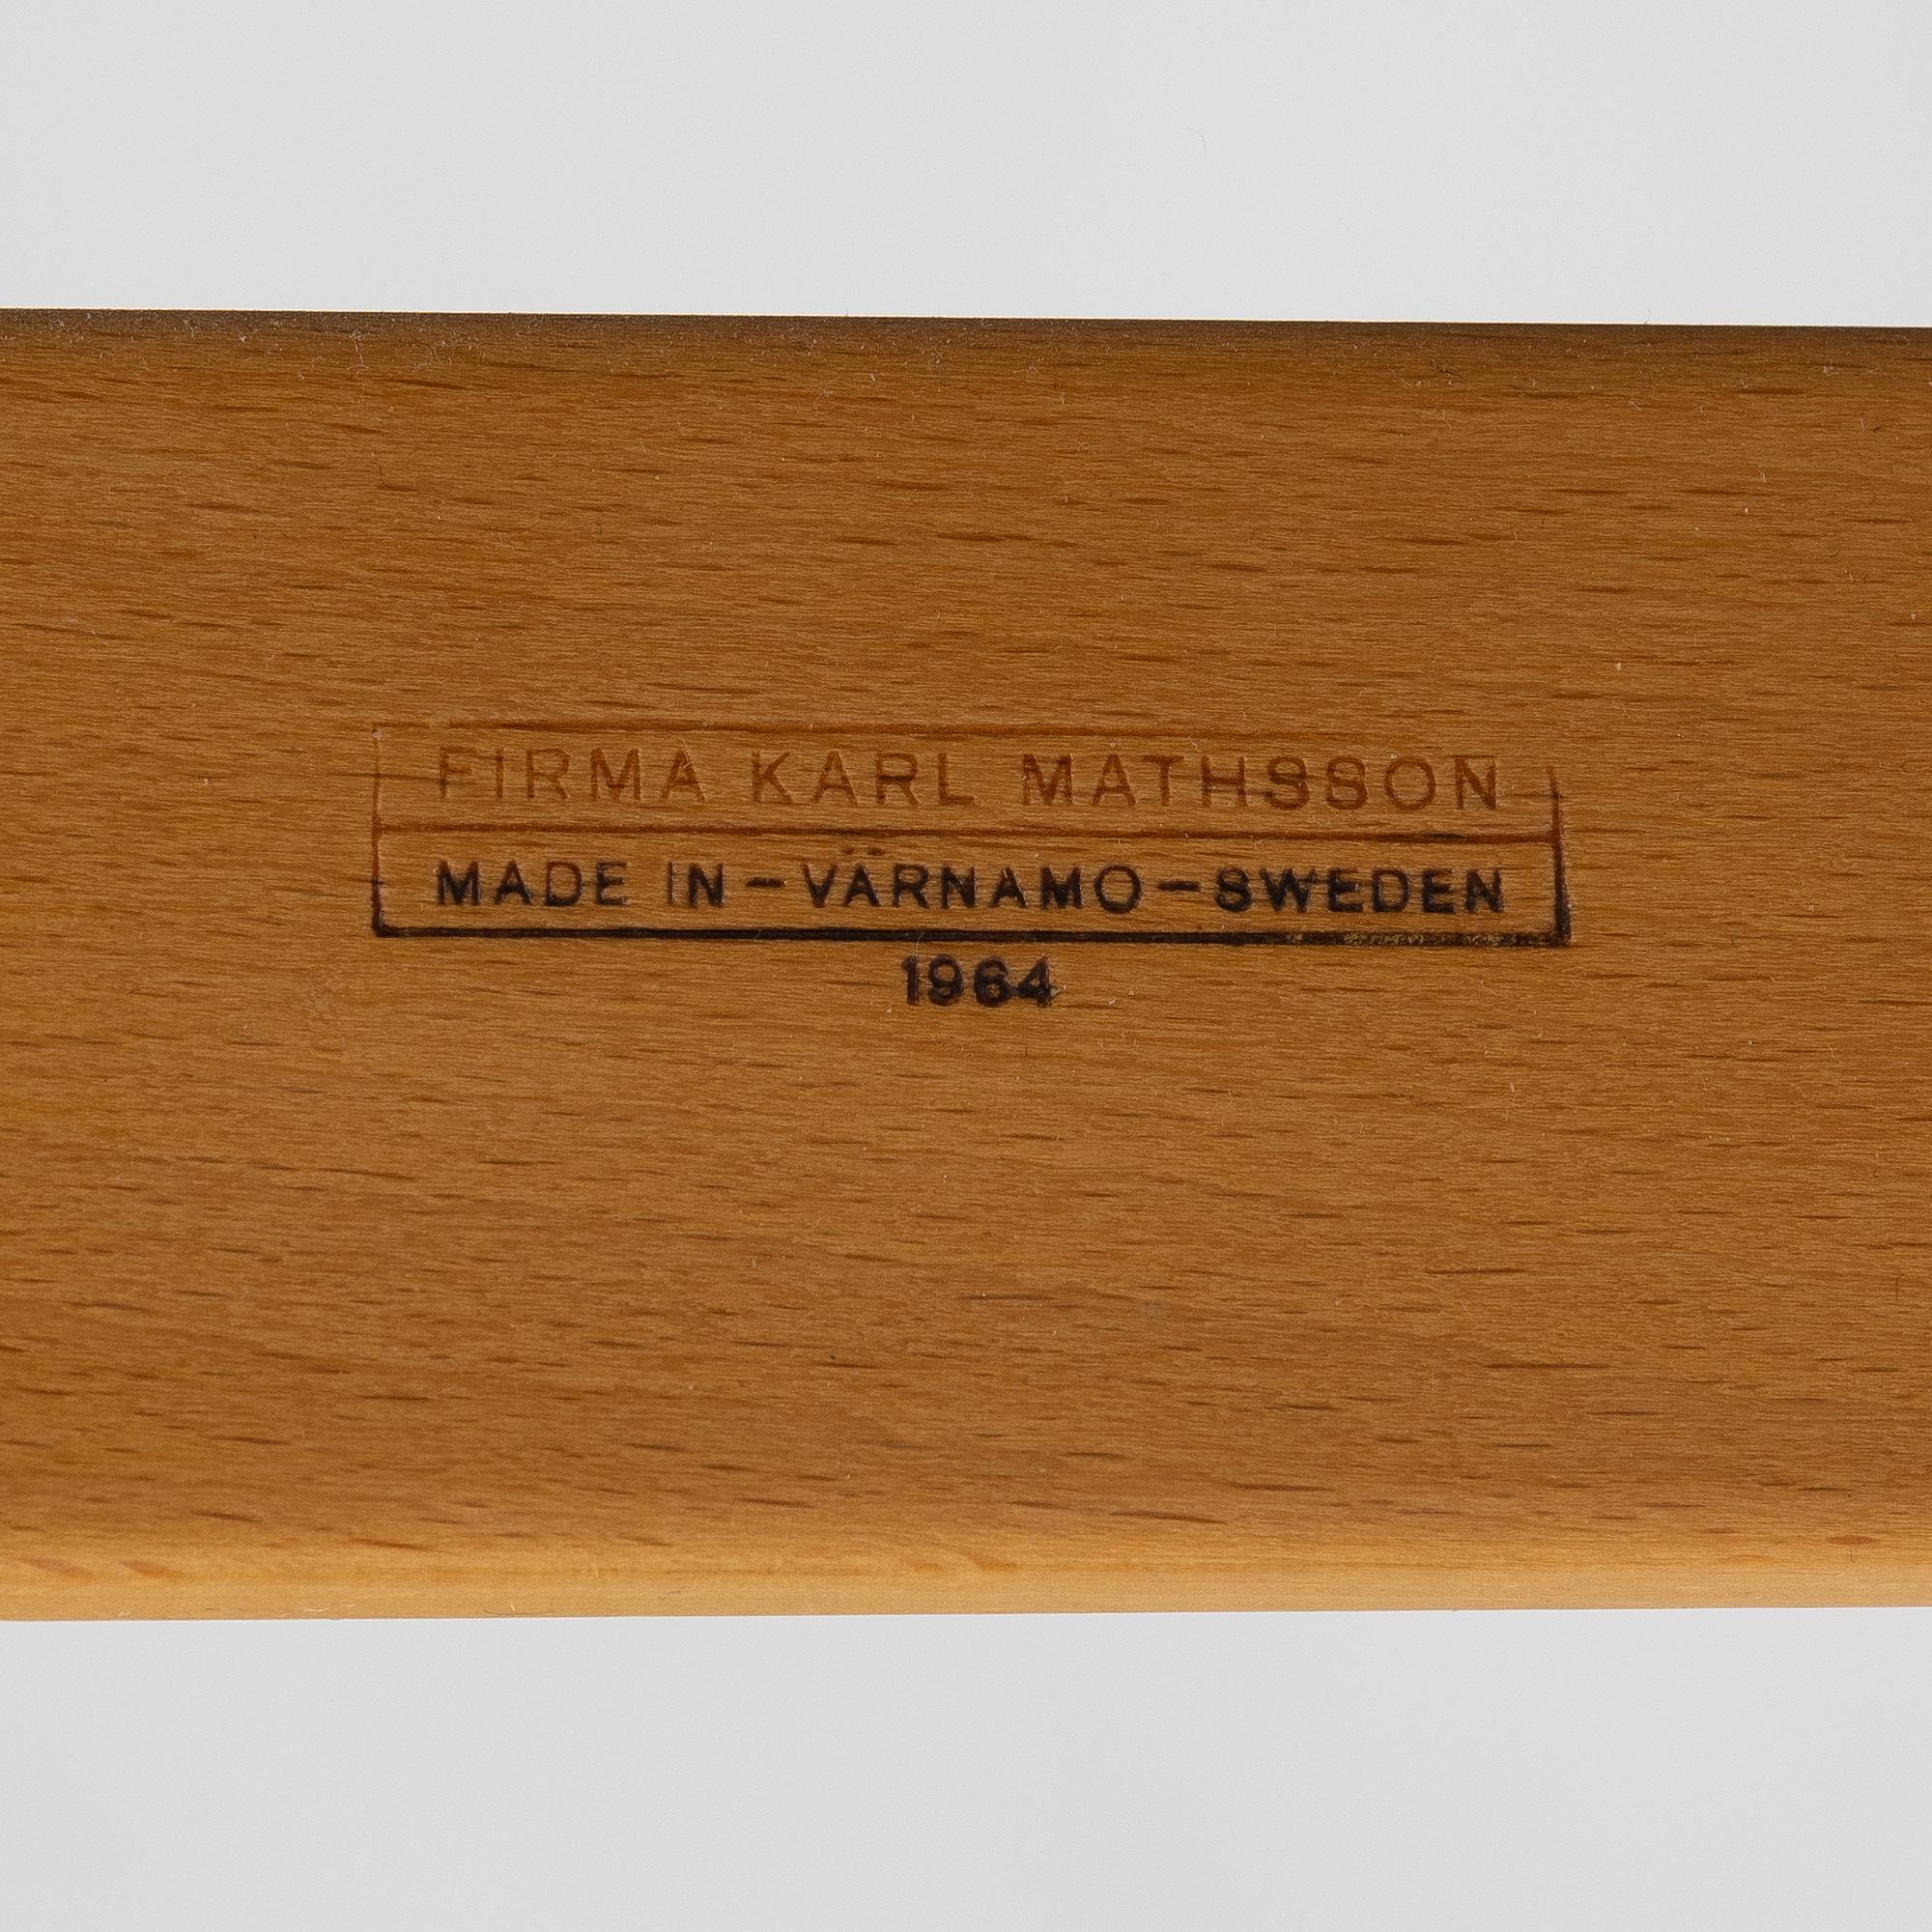 FIRMA KARL MATHSSON
MADE IN-VÄRNAMO-SWEDEN
1964